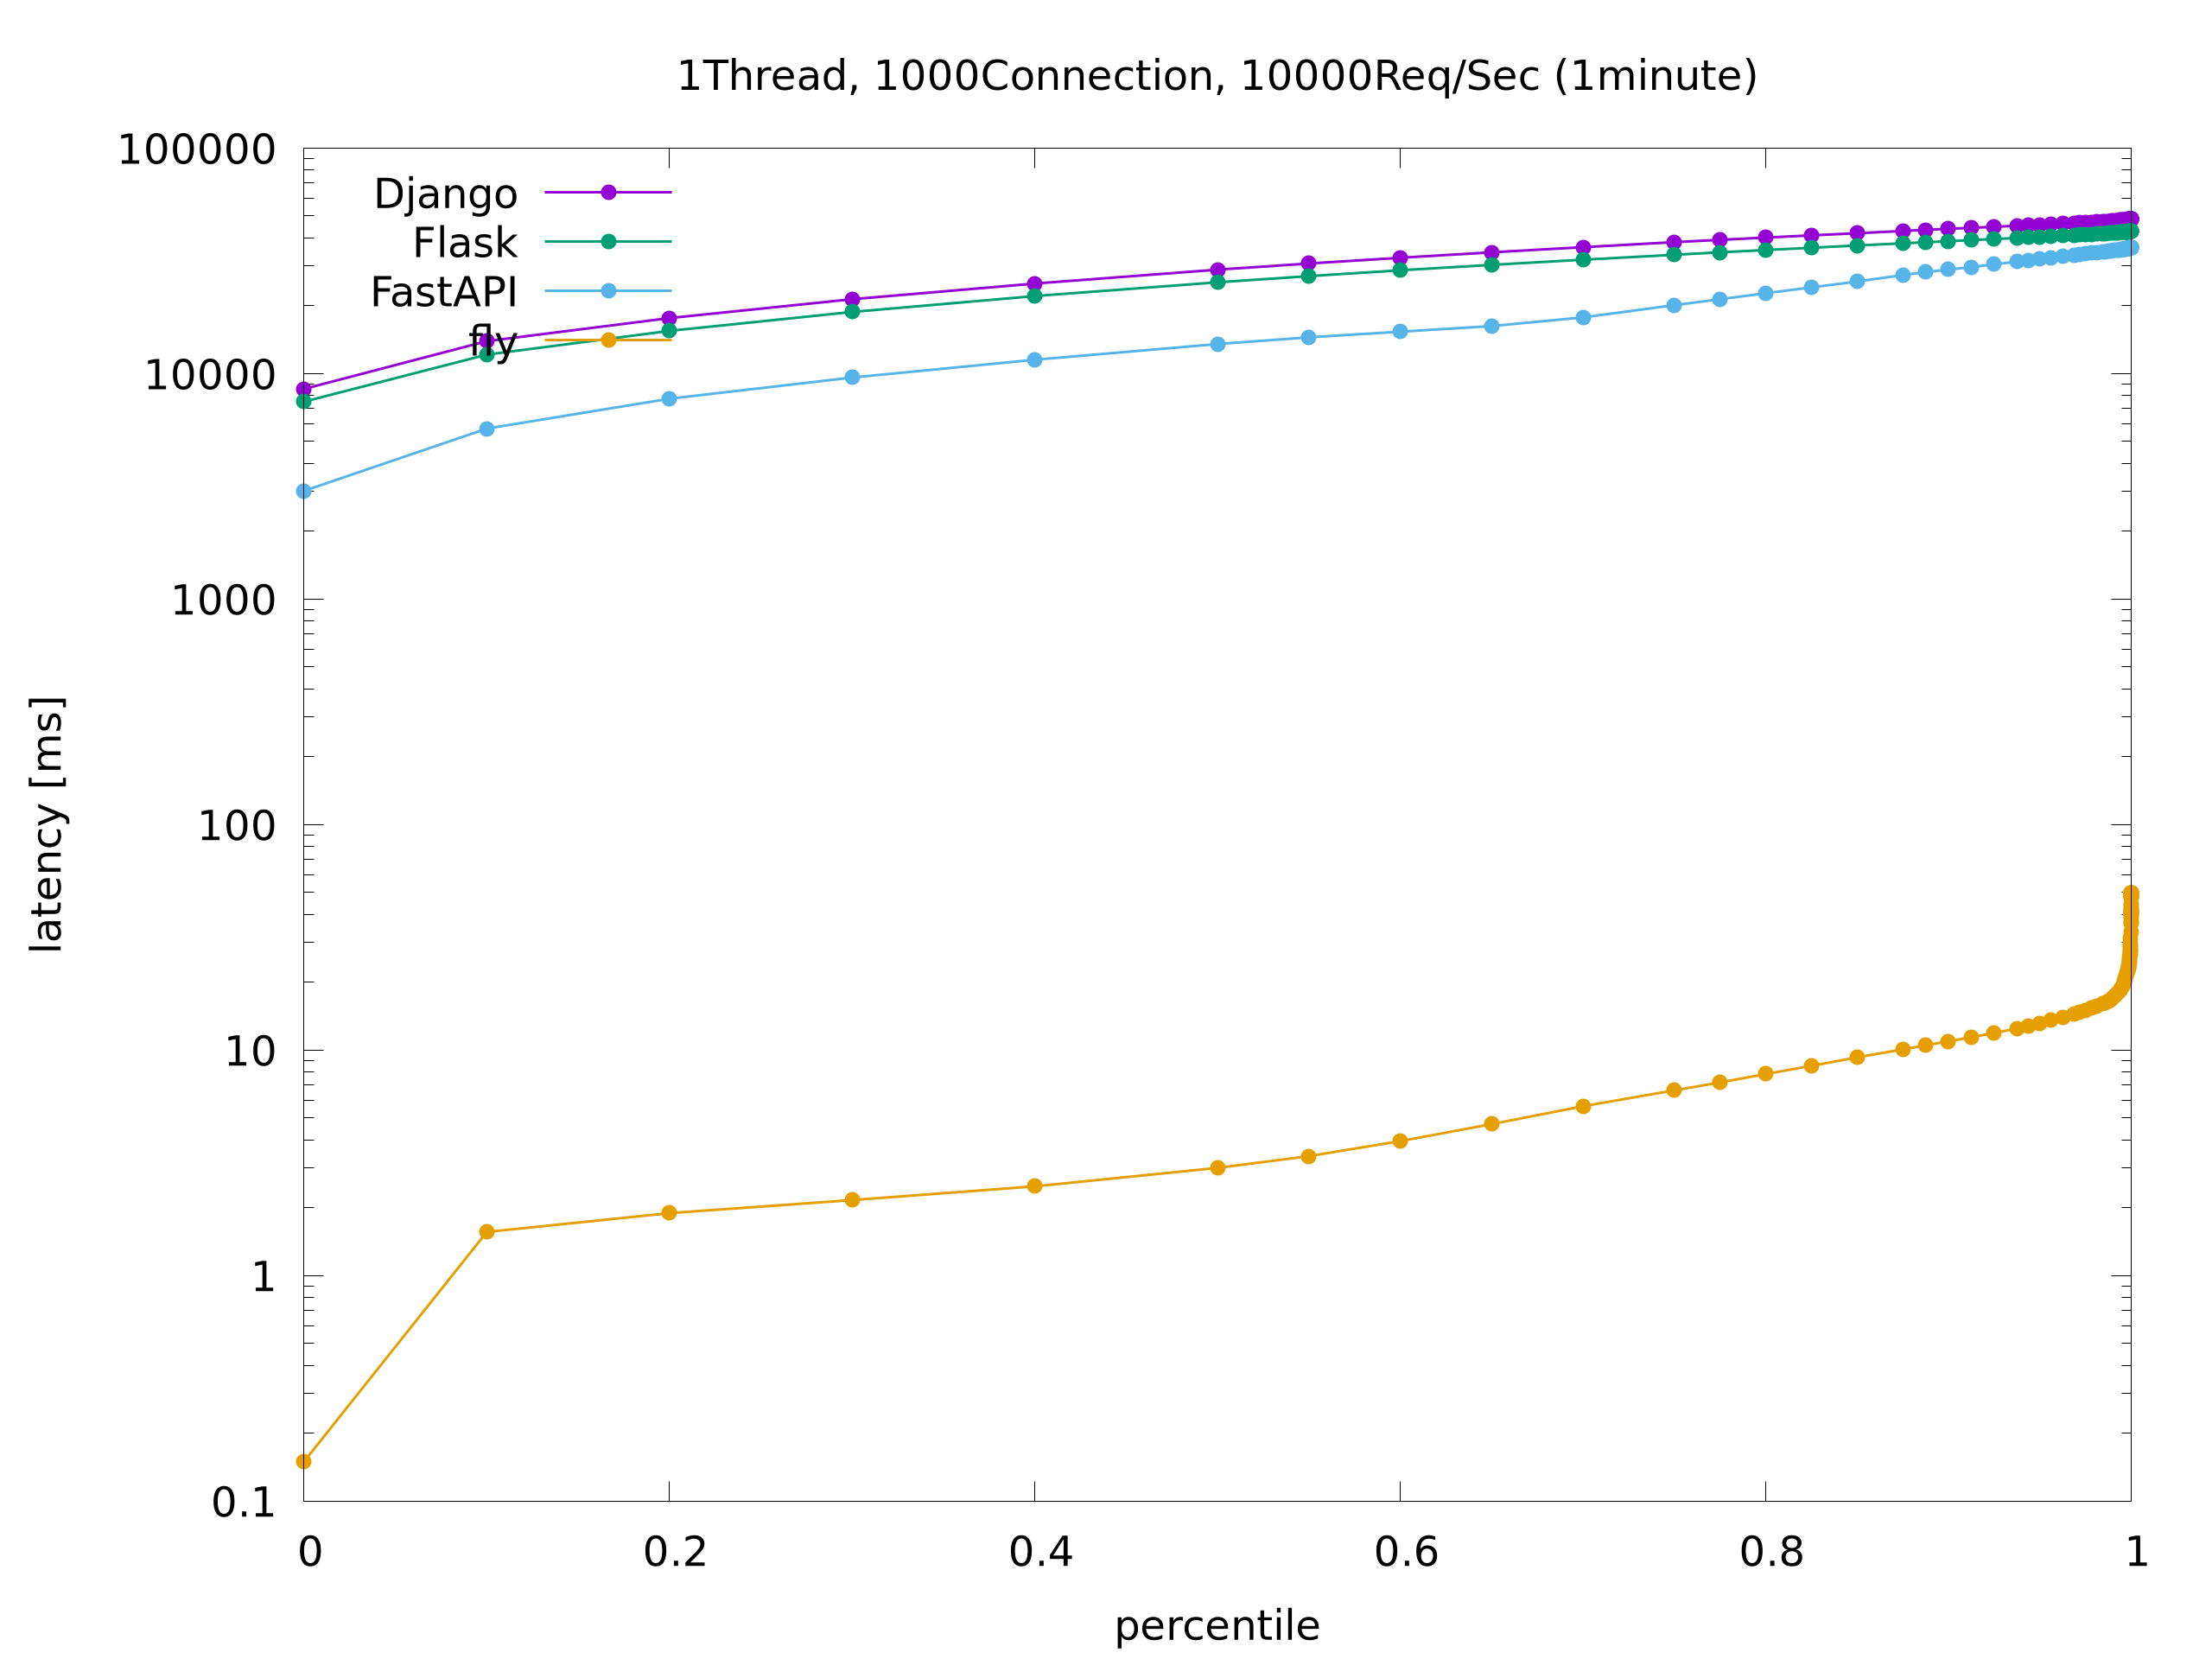 1Thread, 1000Connection, 10000Req/Sec (1minute)
100000
10000
1000
100
10
1
0.1
latency [ms]
Django
Flask
FastAPI
fly
0 0.2 0.4 0.6 0.8 1
percentile